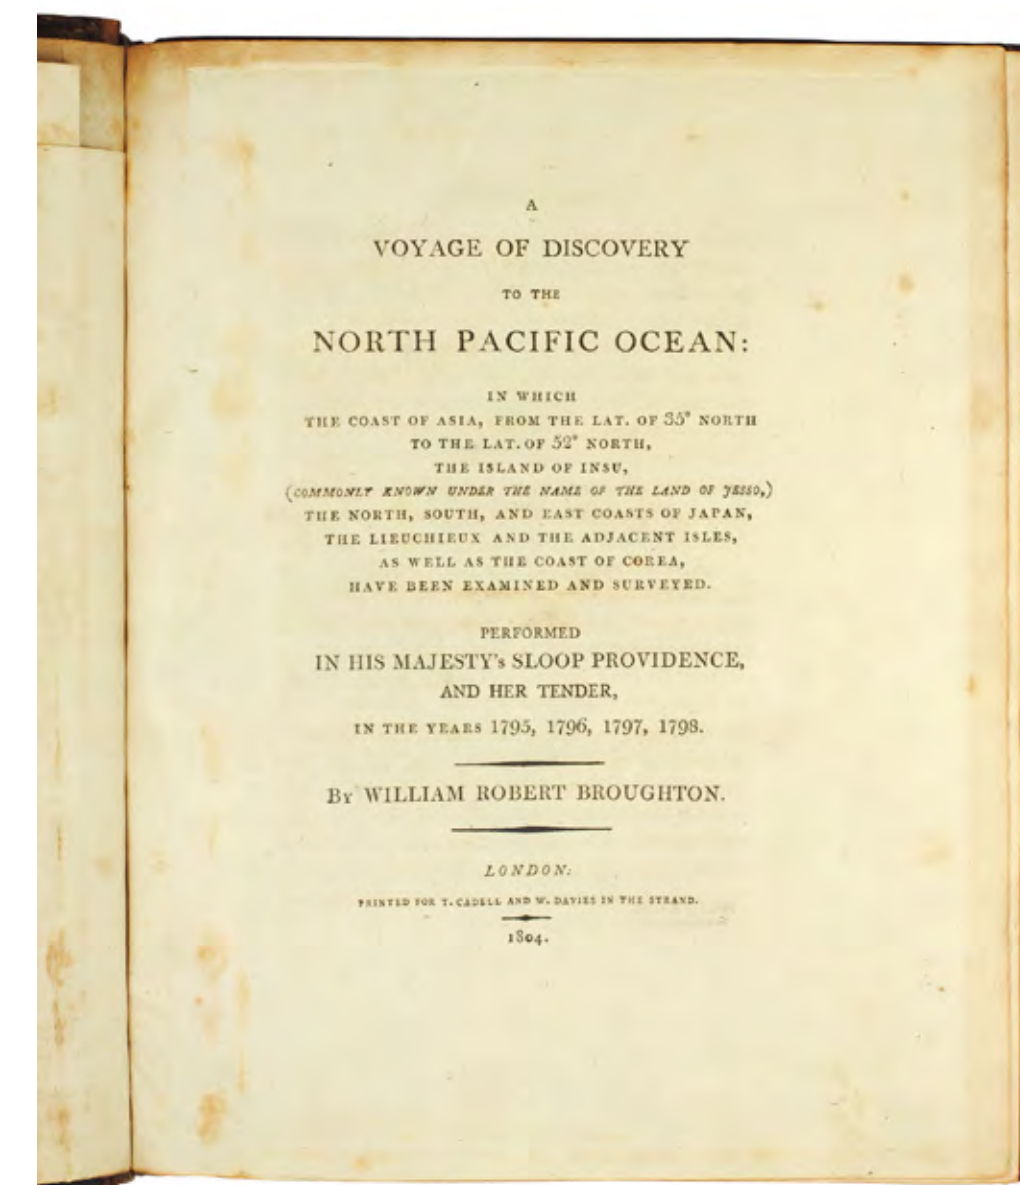 A
VOYAGE OF DISCOVERY
TO THE
NORTH PACIFIC OCEAN:
IN WHICH
THE COAST OF ASIA, FROM THE LAT. OF 35° NORTH
TO THE LAT. OF 52° NORTH,
THE ISLAND OF INSU,
(COMMONLY KNOWN UNDER THE NAME OF THE LAND OF JESSO,)
THE NORTH, SOUTH, AND EAST COASTS OF JAPAN,
THE LIEUCHIEUX AND THE ADJACENT ISLES,
AS WELL AS THE COAST OF COREA,
HAVE BEEN EXAMINED AND SURVEYED.
PERFORMED
IN HIS MAJESTY's SLOOP PROVIDENCE,
AND HER TENDER,
IN THE YEARS 1795, 1796, 1797, 1798.
By WILLIAM ROBERT BROUGHTON.
LONDON:
PRINTED FOR T. CADELL AND W. DAVIES IN THE STRAND.
1804.